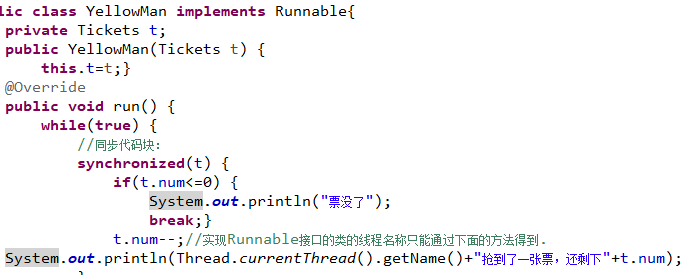 lic class YellowMan implements Runnable{
private Tickets t;
public YellowMan(Tickets t) {
this.t=t;}
@Override
public void run() {
while(true) {
//同步代码块:
synchronized(t) {
if(t.num<=0) {
System.out.println("票没了");
break;}
t.num--;//实现Runnable接口的类的线程名称只能通过下面的方法得到.
System.out.println(Thread.currentThread().getName()+"抢到了一张票，还剩下"+t.num);
}